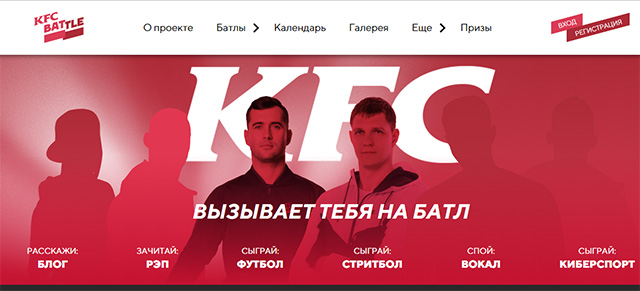 KFC
BATTLE
О проекте
Батлы
Календарь
Галерея
Еще
Призы
ВХОД
РЕГИСТРАЦИЯ
KFC
ВЫЗЫВАЕТ ТЕБЯ НА БАТЛ
РАССКАЖИ:
БЛОГ
ЗАЧИТАЙ:
РЭП
СЫГРАЙ:
ФУТБОЛ
СЫГРАЙ:
СТРИТБОЛ
СПОЙ:
ВОКАЛ
СЫГРАЙ:
КИБЕРСПОРТ